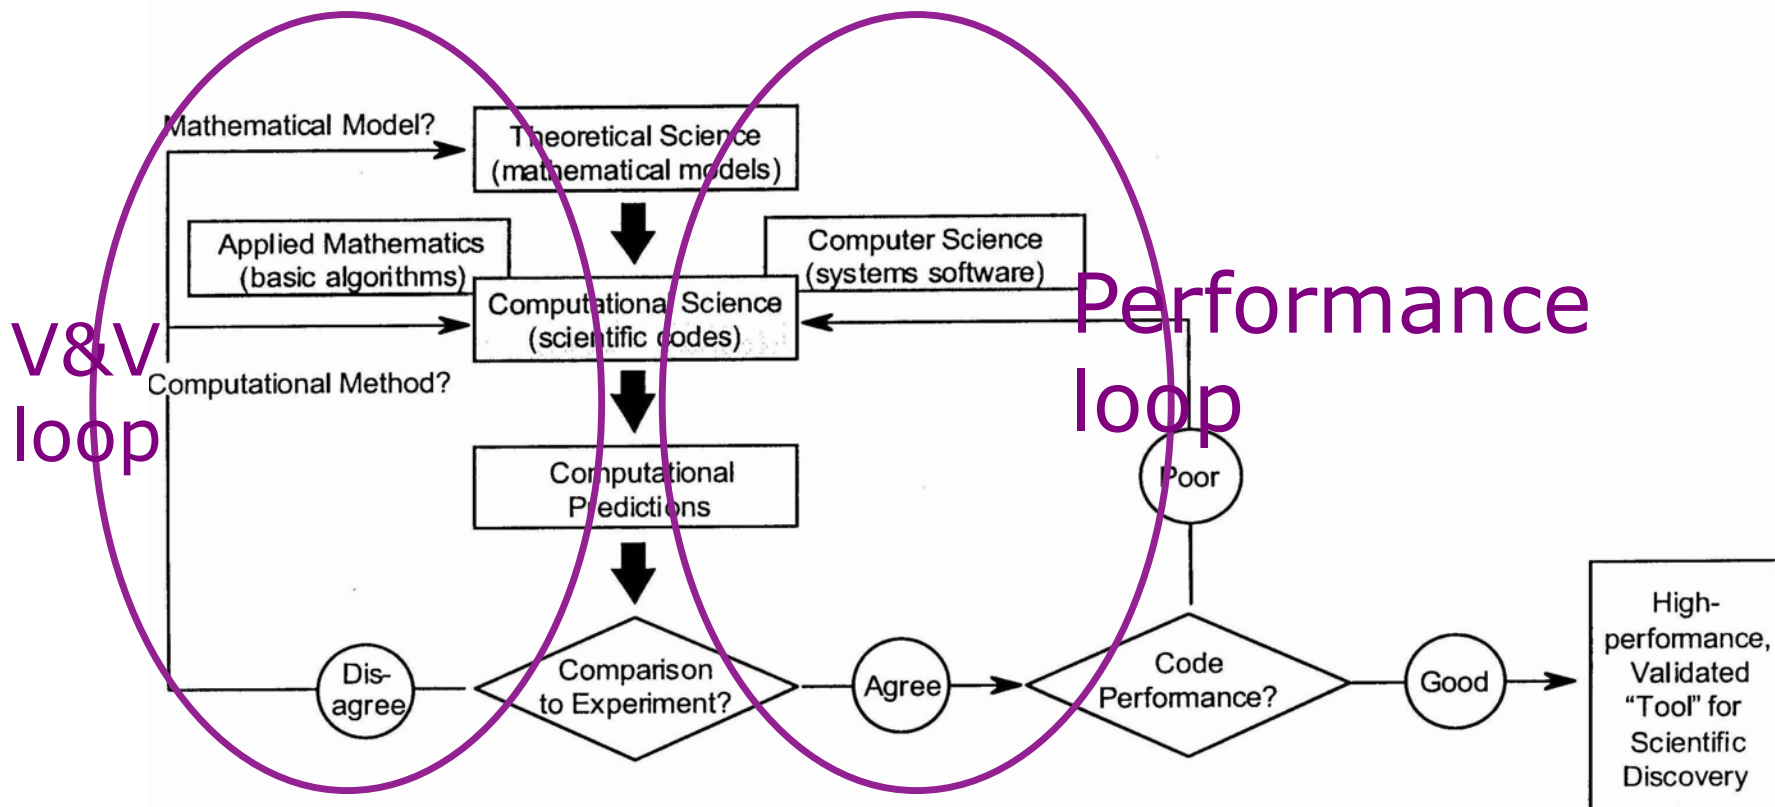 Mathematical Model?
Theoretical Science
(mathematical models)
Applied Mathematics
(basic algorithms)
Computer Science
(systems software)
Computational Science
(scientific codes)
V&V
loop
Performance
loop
Computational Method?
Computational
Predictions
Poor
Dis-
agree
Comparison
to Experiment?
Agree
Code
Performance?
Good
High-
performance,
Validated
“Tool” for
Scientific
Discovery